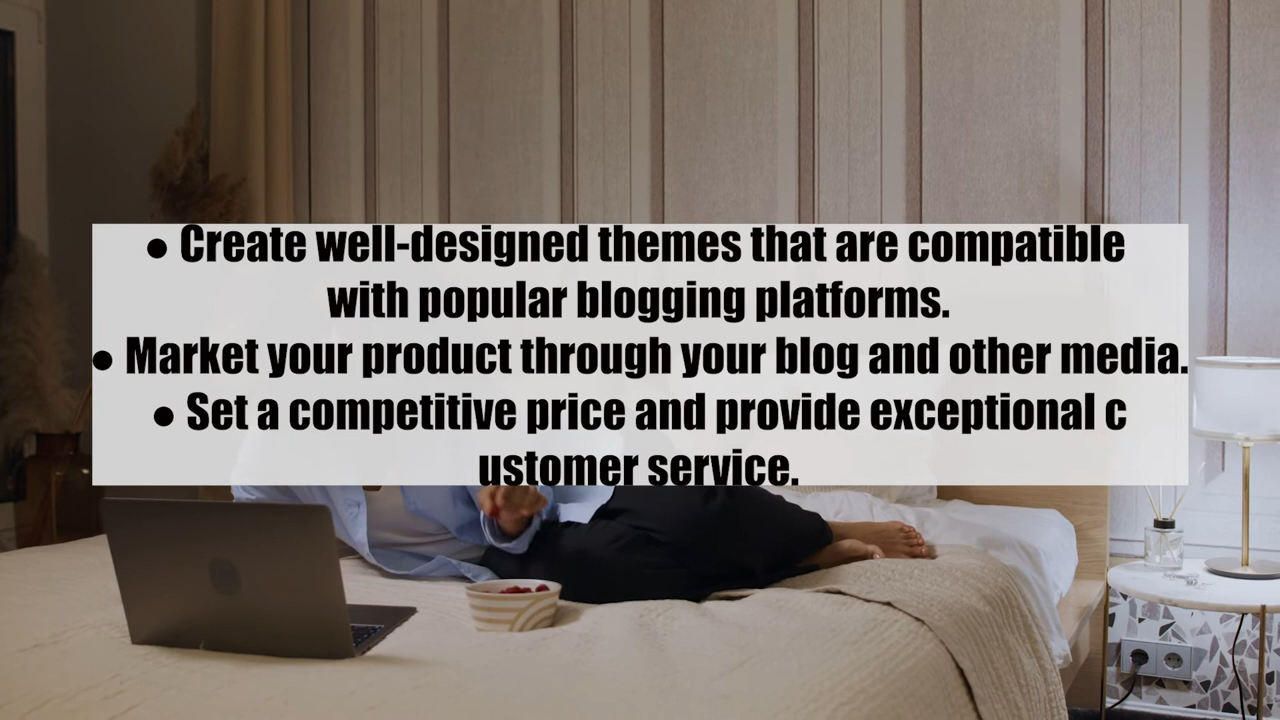 ● Create well-designed themes that are compatible
with popular blogging platforms.
● Market your product through your blog and other media.
● Set a competitive price and provide exceptional c
ustomer service.